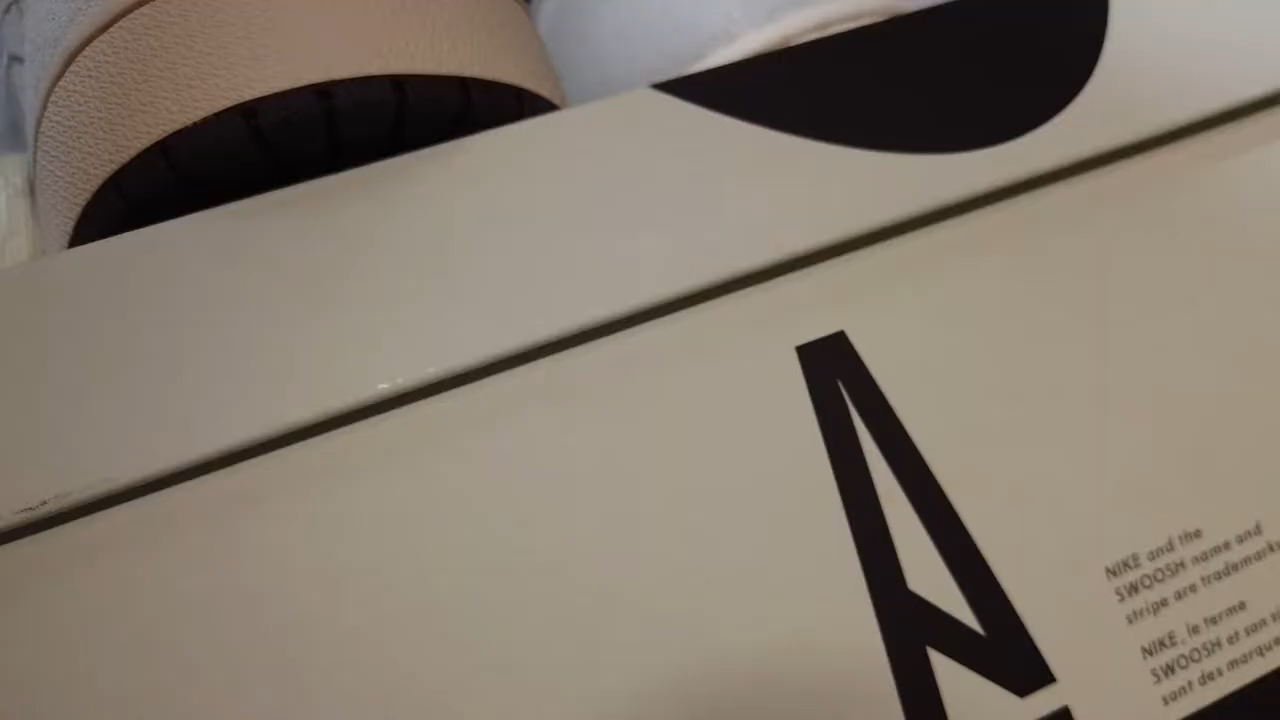 NIKE and the
SWOOSH name and
stripe are trademarks
NIKE, le terme
SWOOSH et son
sont des marque